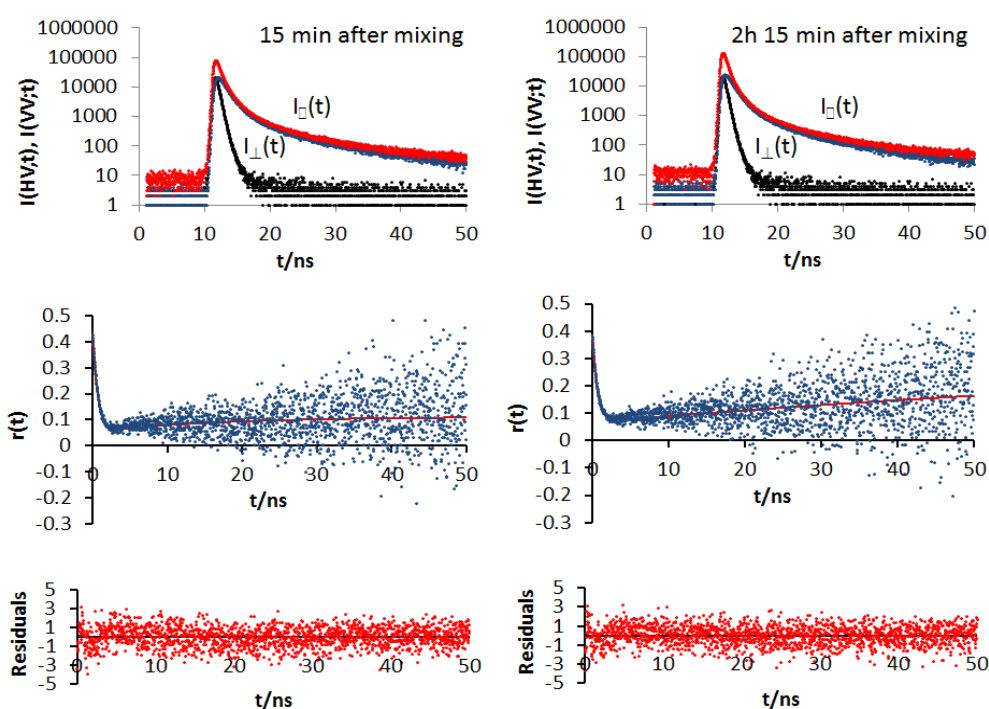 15 min after mixing
I(HV;t), I(VV;t)
1000000
100000
10000
1000
100
10
1
I□(t)
I⊥(t)
0 10 20 30 40 50
t/ns
2h 15 min after mixing
I(HV;t), I(VV;t)
1000000
100000
10000
1000
100
10
1
I□(t)
I⊥(t)
0 10 20 30 40 50
t/ns
r(t)
0.5
0.4
0.3
0.2
0.1
0
-0.1
-0.2
-0.3
0 10 20 30 40 50
t/ns
r(t)
0.5
0.4
0.3
0.2
0.1
0
-0.1
-0.2
-0.3
0 10 20 30 40 50
t/ns
Residuals
5
3
1
-1
-3
-5
0 10 20 30 40 50
t/ns
Residuals
5
3
1
-1
-3
-5
0 10 20 30 40 50
t/ns